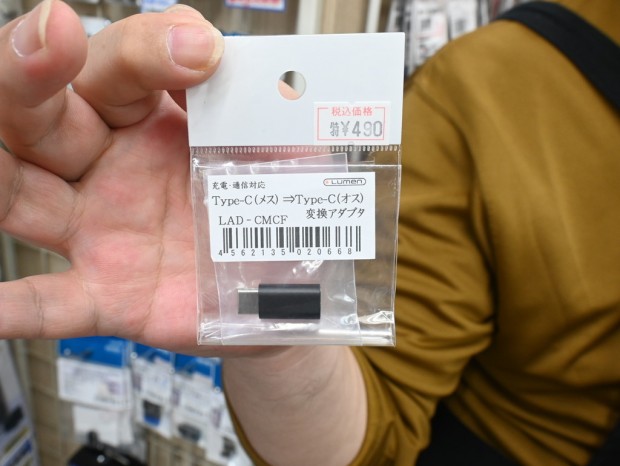 税込価格
特¥490
充電・通信対応
Lumen
Type-C(メス)⇒Type-C(オス)
LAD-CMCF 変換アダプタ
4562135020668